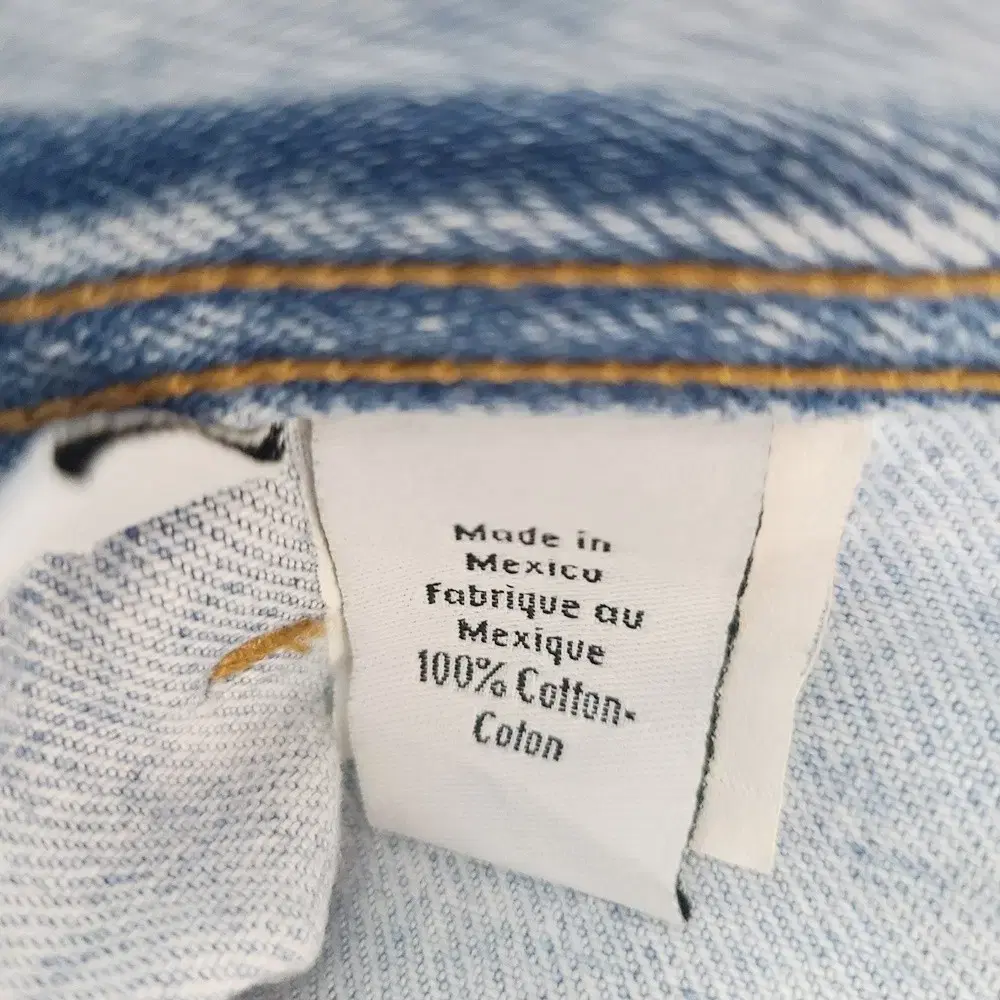 Made in
Mexico
Fabrique au
Mexique
100% Cotton-
Coton